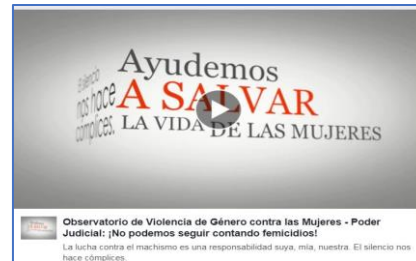 Ayudemos
El silencio
nos hace
cómplices.
A SALVAR
LA VIDA DE LAS MUJERES
Observatorio de Violencia de Género contra las Mujeres - Poder
Judicial: ¡No podemos seguir contando femicidios!
La lucha contra el machismo es una responsabilidad suya, mía, nuestra. El silencio nos
hace cómplices.